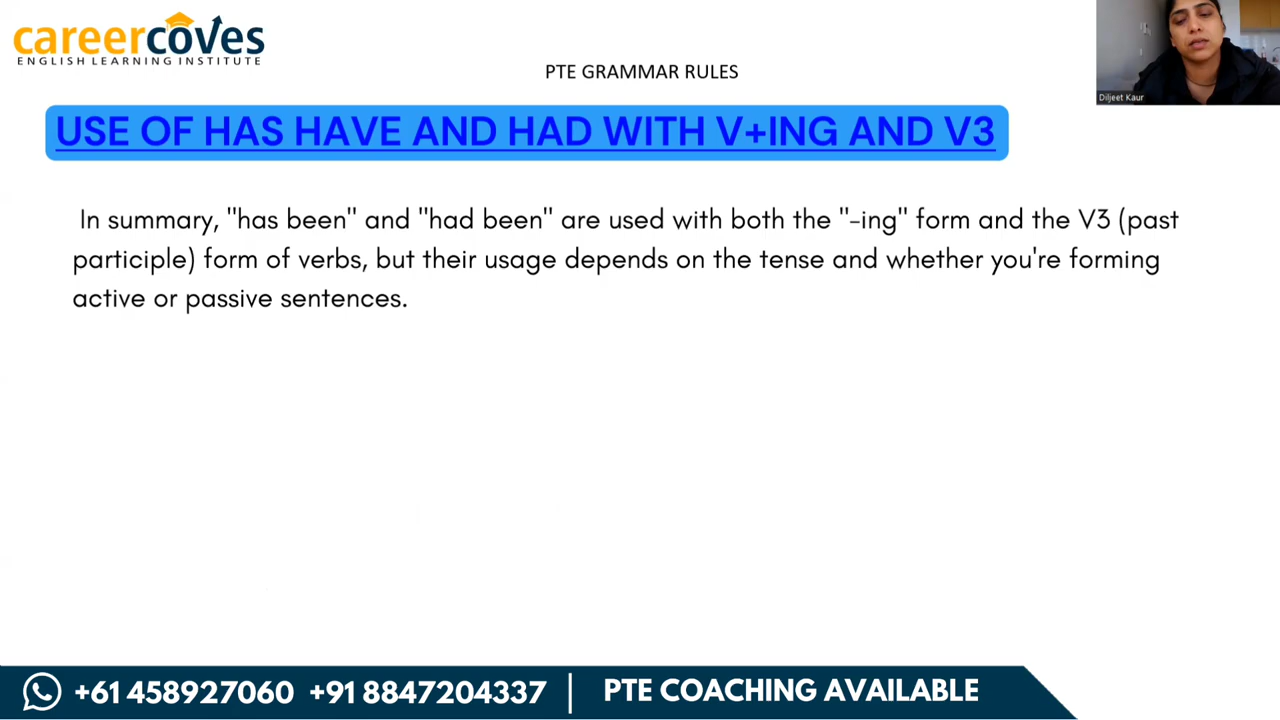 careercoves
ENGLISH LEARNING INSTITUTE
PTE GRAMMAR RULES
Diljeet Kaur
USE OF HAS HAVE AND HAD WITH V+ING AND V3
In summary, "has been" and "had been" are used with both the "-ing" form and the V3 (past
participle) form of verbs, but their usage depends on the tense and whether you're forming
active or passive sentences.
+61 458927060 +91 8847204337 | PTE COACHING AVAILABLE